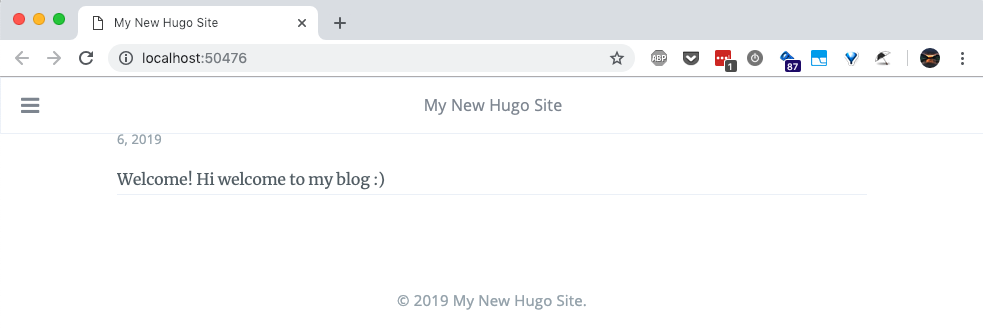 My New Hugo Site
localhost:50476
ABP
1
87
My New Hugo Site
6, 2019
Welcome! Hi welcome to my blog :)
© 2019 My New Hugo Site.